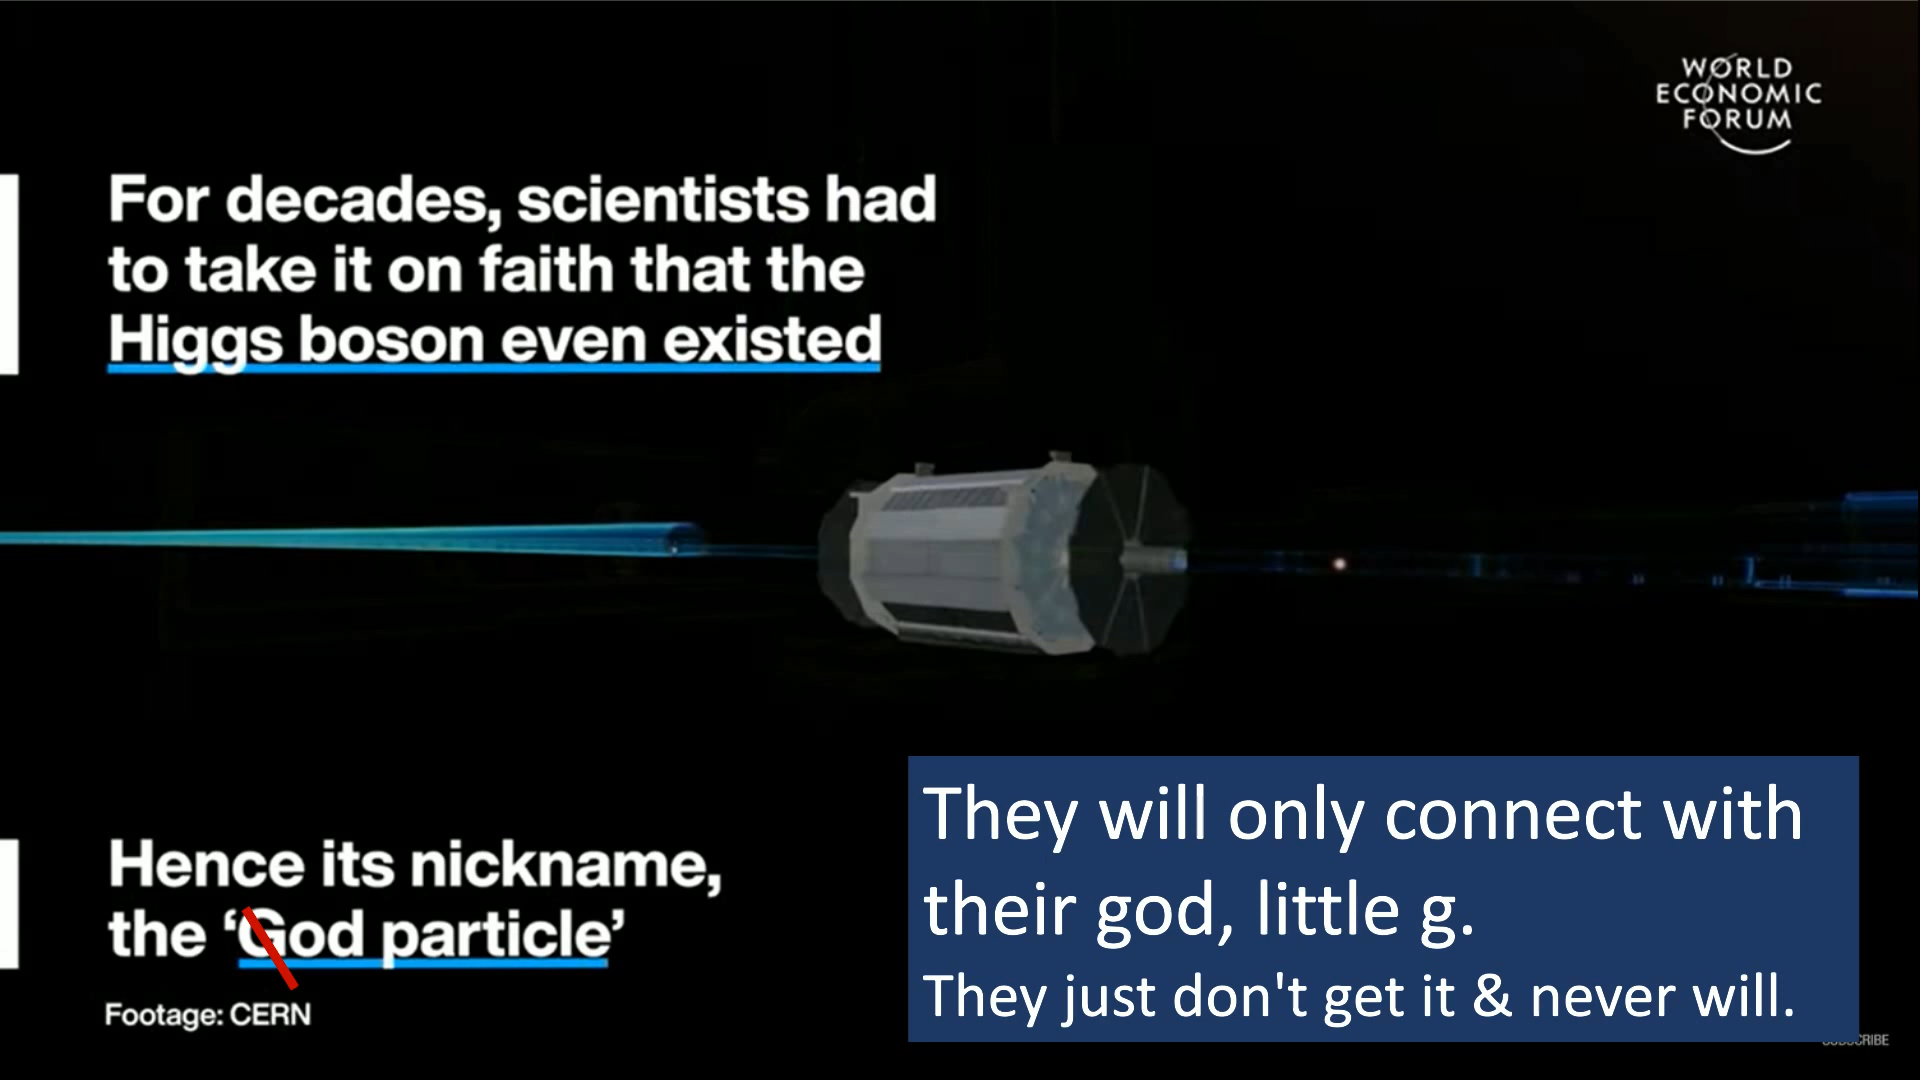 WORLD
ECONOMIC
FORUM
For decades, scientists had
to take it on faith that the
Higgs boson even existed
Hence its nickname,
the ‘God particle’
Footage: CERN
They will only connect with
their god, little g.
They just don't get it & never will.